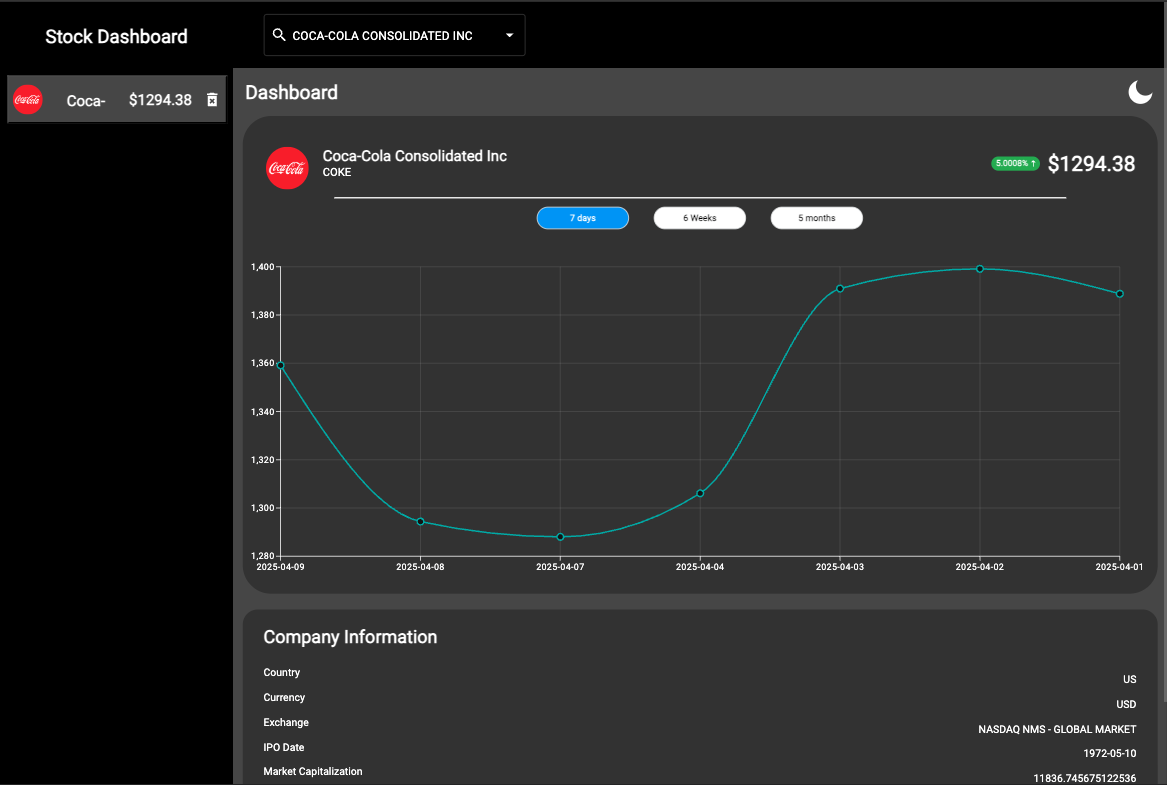 Stock Dashboard
COCA-COLA CONSOLIDATED INC
Coca-Cola
Coca-
$1294.38
Dashboard
Coca-Cola
Coca-Cola Consolidated Inc
COKE
5.0008% ↑
$1294.38
7 days
6 Weeks
5 months
1,400
1,380
1,360
1,340
1,320
1,300
1,280
2025-04-09 2025-04-08 2025-04-07 2025-04-04 2025-04-03 2025-04-02 2025-04-01
Company Information
Country
US
Currency
USD
Exchange
NASDAQ NMS - GLOBAL MARKET
IPO Date
1972-05-10
Market Capitalization
11836.745675122536